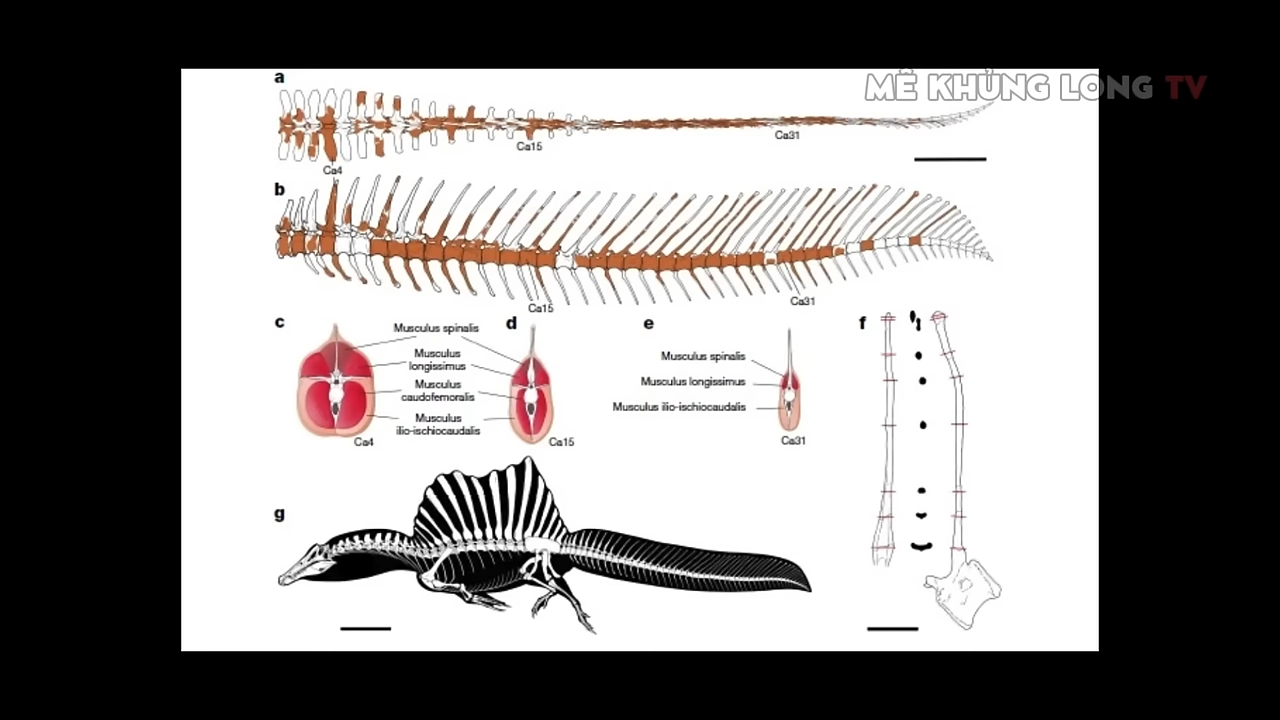 MÊ KHỦNG LONG TV
a
Ca31
Ca15
Ca4
b
Ca15
Ca31
c
Musculus spinalis
d
Musculus
longissimus
Musculus
caudofemoralis
Musculus
ilio-ischiocaudalis
Ca4
Ca15
e
Musculus spinalis
Musculus longissimus
Musculus ilio-ischiocaudalis
Ca31
f
g